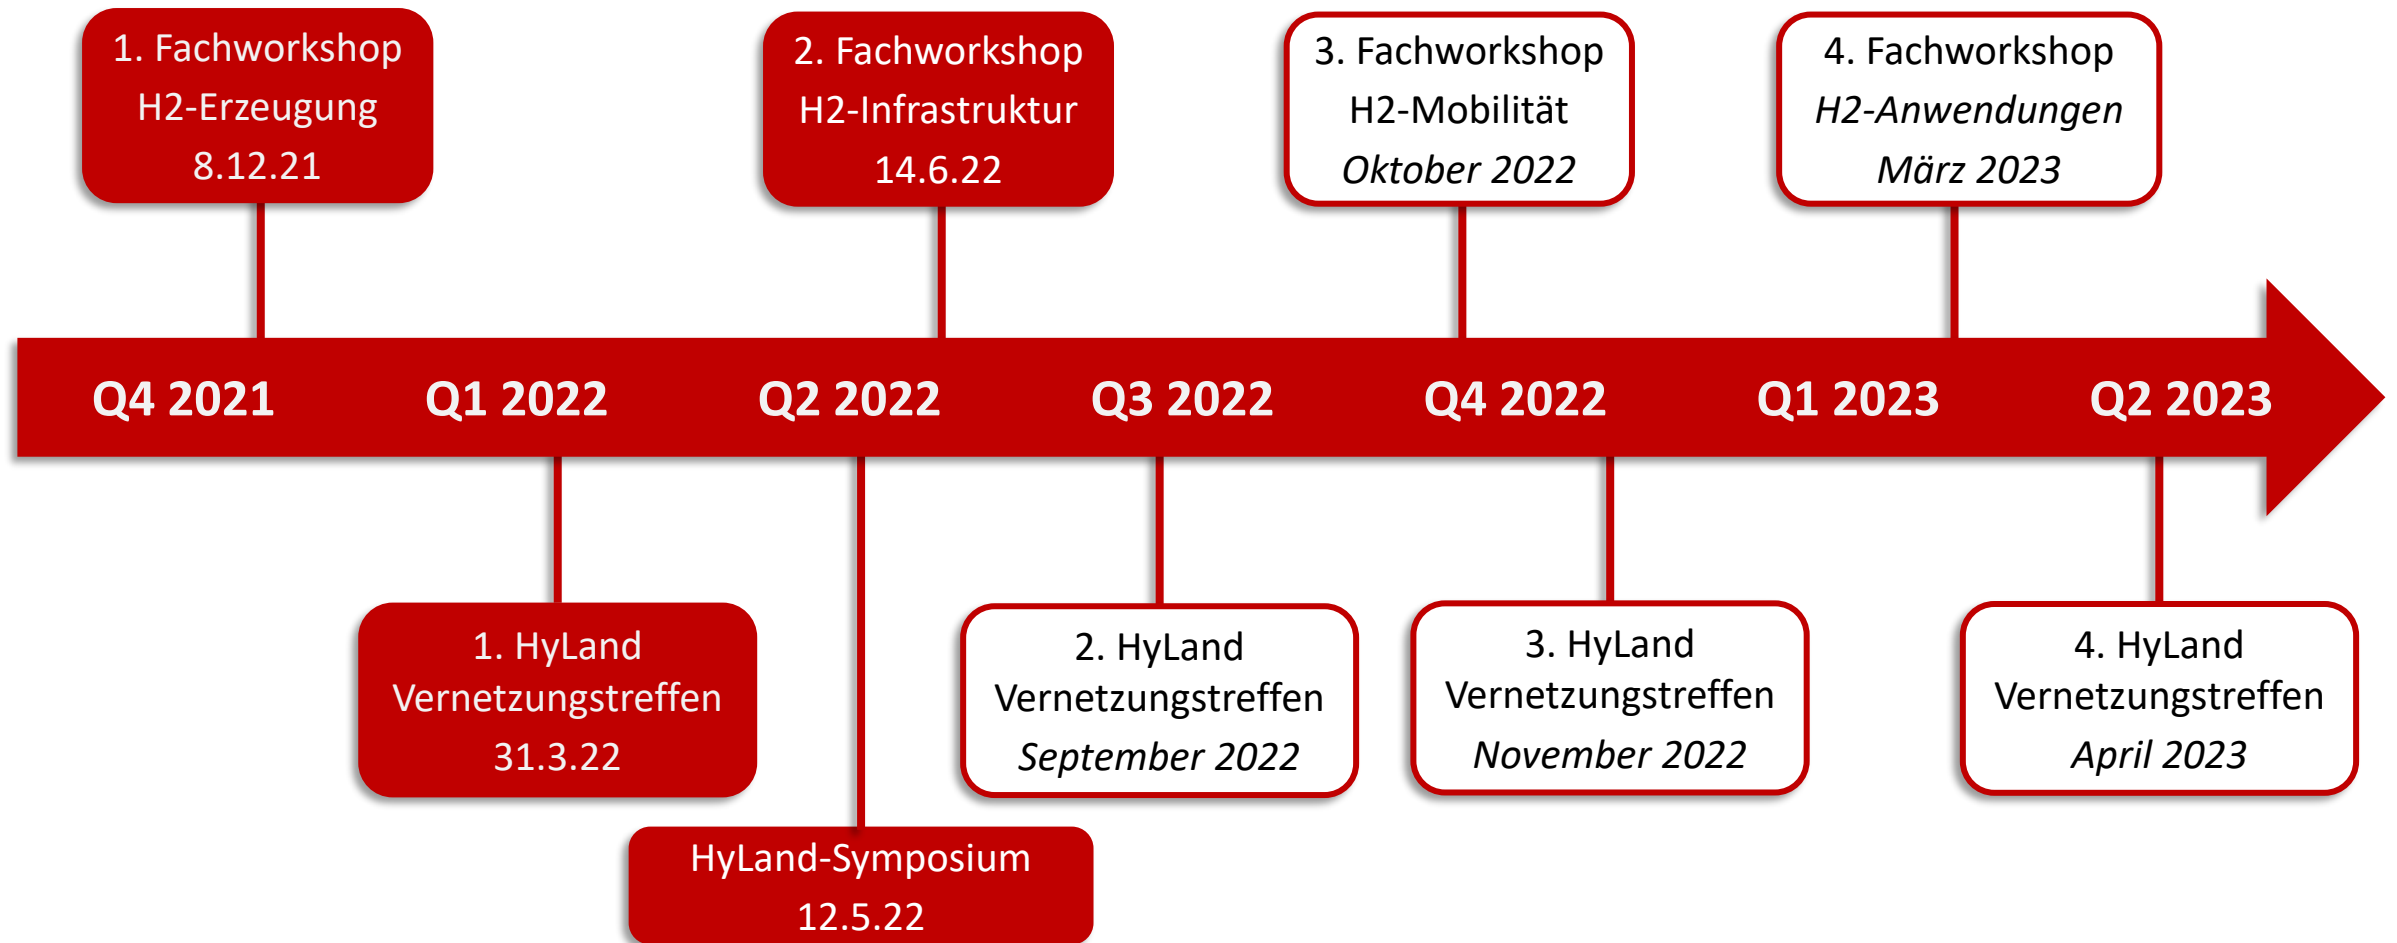 1. Fachworkshop
H2-Erzeugung
8.12.21
2. Fachworkshop
H2-Infrastruktur
14.6.22
3. Fachworkshop
H2-Mobilität
Oktober 2022
4. Fachworkshop
H2-Anwendungen
März 2023
Q4 2021
Q1 2022
Q2 2022
Q3 2022
Q4 2022
Q1 2023
Q2 2023
1. HyLand
Vernetzungstreffen
31.3.22
HyLand-Symposium
12.5.22
2. HyLand
Vernetzungstreffen
September 2022
3. HyLand
Vernetzungstreffen
November 2022
4. HyLand
Vernetzungstreffen
April 2023